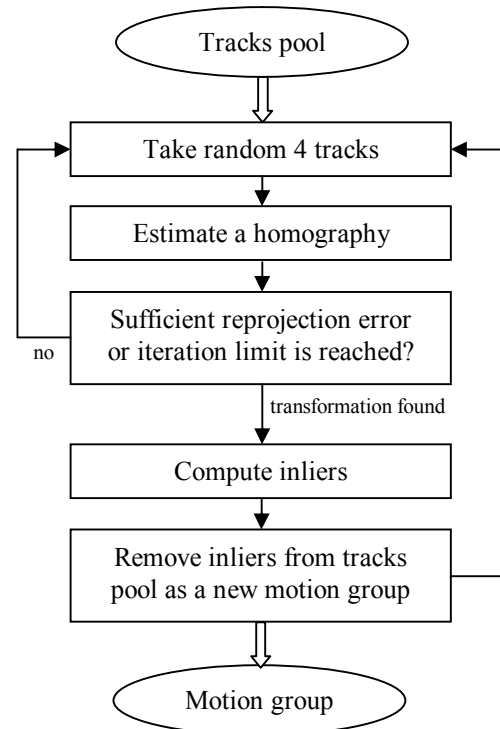 Tracks pool
Take random 4 tracks
Estimate a homography
Sufficient reprojection error
or iteration limit is reached?
no
transformation found
Compute inliers
Remove inliers from tracks
pool as a new motion group
Motion group